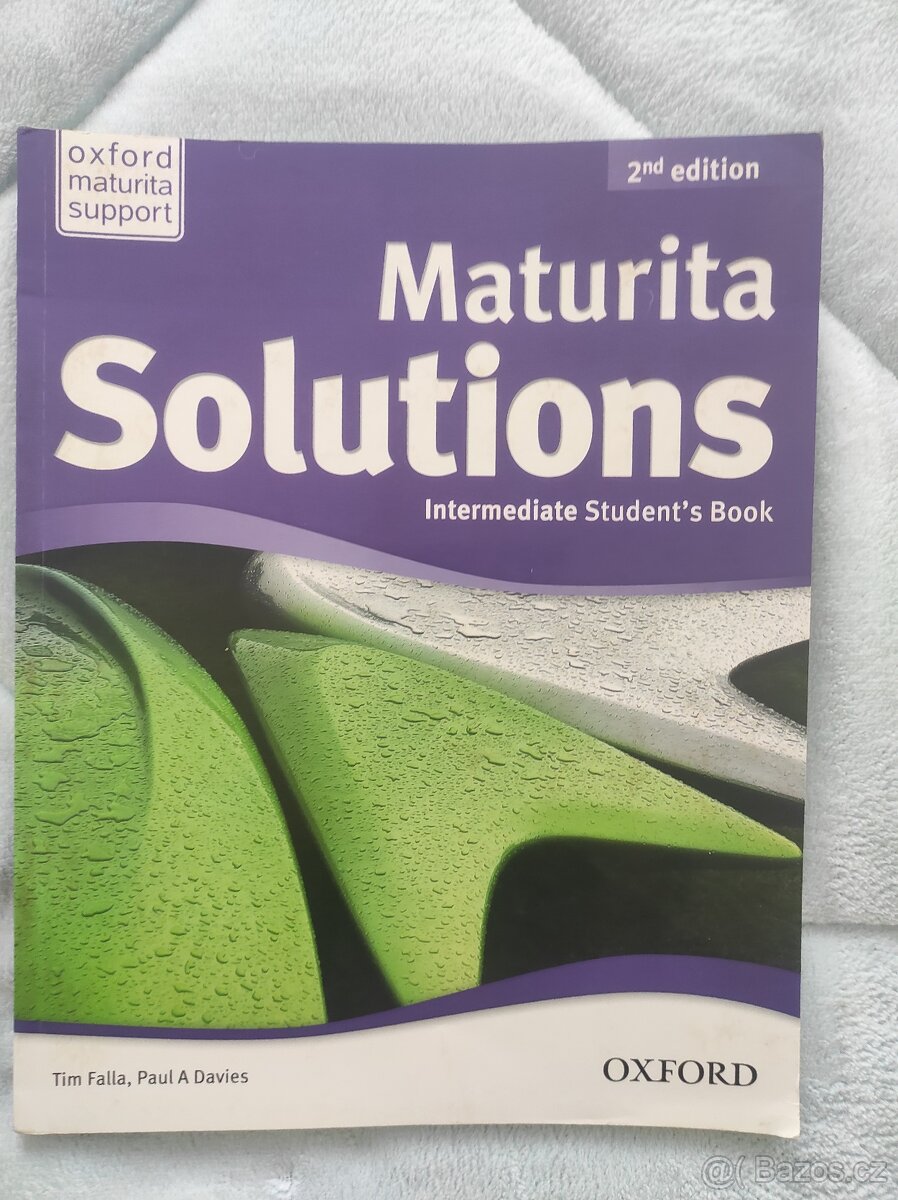 oxford
maturita
support
2nd edition
Maturita
Solutions
Intermediate Student's Book
Tim Falla, Paul A Davies
OXFORD
@( Bazos.cz